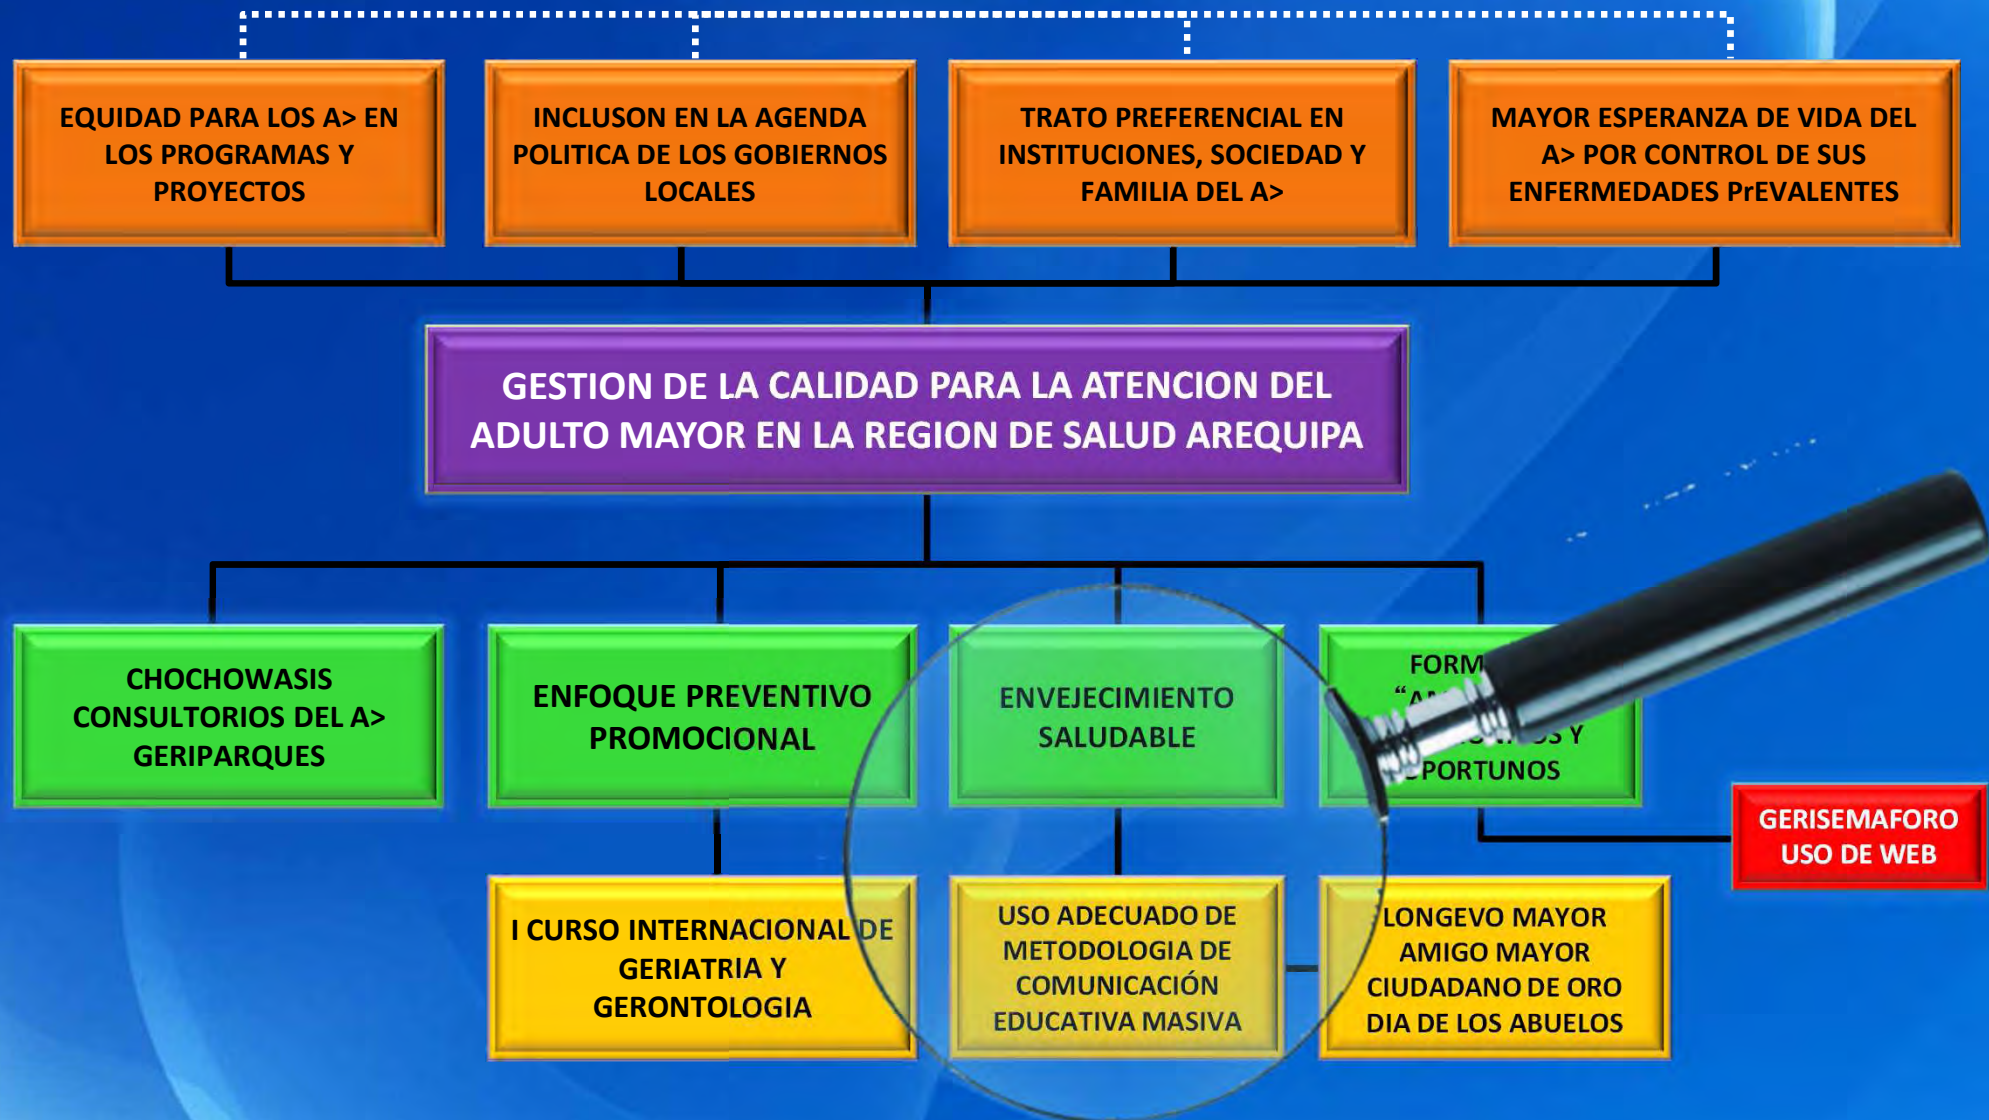 EQUIDAD PARA LOS A> EN
LOS PROGRAMAS Y
PROYECTOS
INCLUSON EN LA AGENDA
POLITICA DE LOS GOBIERNOS
LOCALES
TRATO PREFERENCIAL EN
INSTITUCIONES, SOCIEDAD Y
FAMILIA DEL A>
MAYOR ESPERANZA DE VIDA DEL
A> POR CONTROL DE SUS
ENFERMEDADES PrEVALENTES
GESTION DE LA CALIDAD PARA LA ATENCION DEL
ADULTO MAYOR EN LA REGION DE SALUD AREQUIPA
CHOCHOWASIS
CONSULTORIOS DEL A>
GERIPARQUES
ENFOQUE PREVENTIVO
PROMOCIONAL
ENVEJECIMIENTO
SALUDABLE
Y
OPORTUNOS
GERISEMAFORO
USO DE WEB
I CURSO INTERNACIONAL DE
GERIATRIA Y
GERONTOLOGIA
USO ADECUADO DE
METODOLOGIA DE
COMUNICACIÓN
EDUCATIVA MASIVA
LONGEVO MAYOR
AMIGO MAYOR
CIUDADANO DE ORO
DIA DE LOS ABUELOS